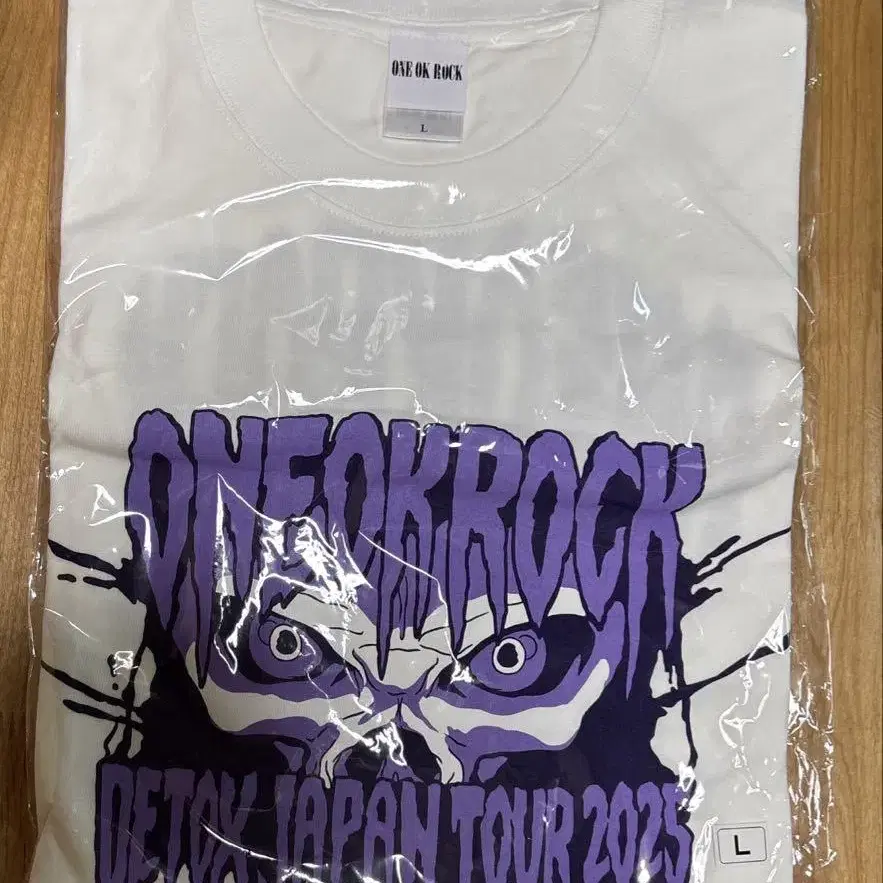 ONE OK ROCK
L
ONEOKROCK
DETOX JAPAN TOUR 2025
L